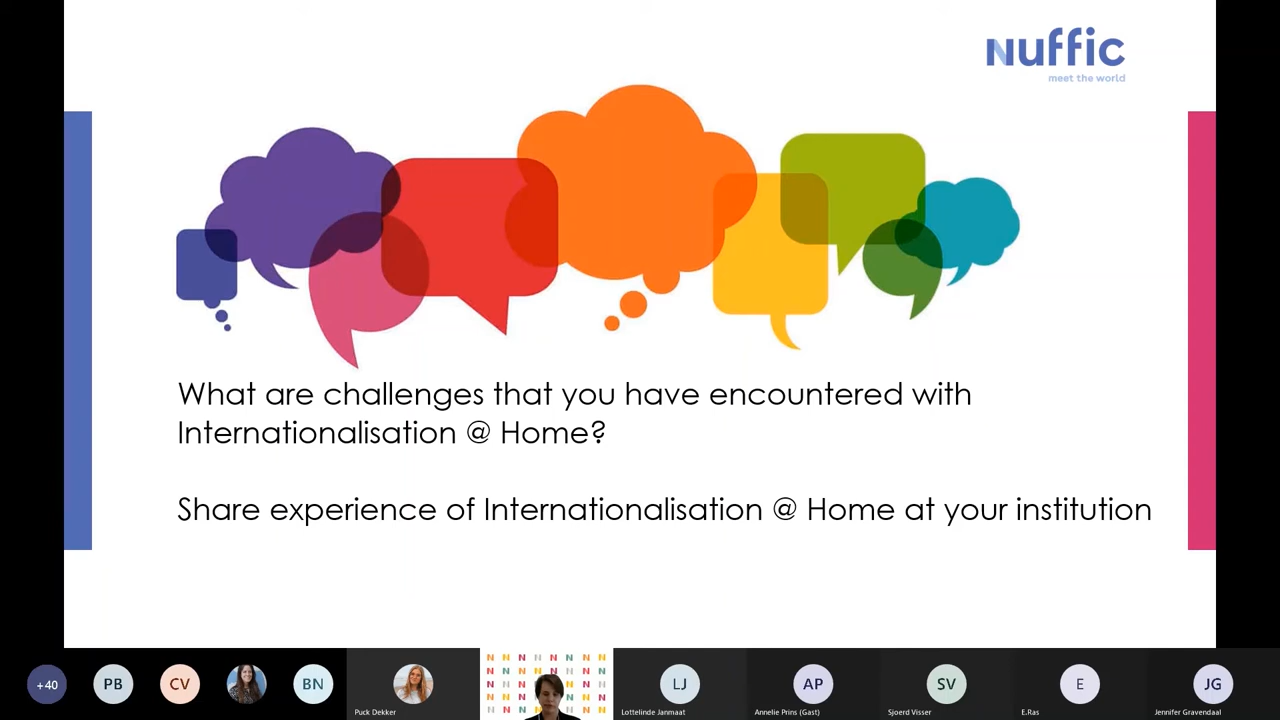 Nuffic
meet the world
What are challenges that you have encountered with
Internationalisation @ Home?
Share experience of Internationalisation @ Home at your institution
+40
PB
CV
BN
Puck Dekker
N N N N N N N N
LJ
Lottelinde Janmaat
AP
Annelie Prins (Gast)
SV
Sjoerd Visser
E
E.Ras
JG
Jennifer Gravendaal